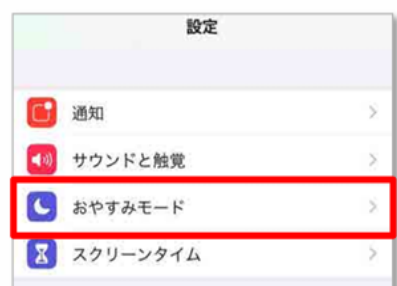 設定
通知
サウンドと触覚
おやすみモード
スクリーンタイム